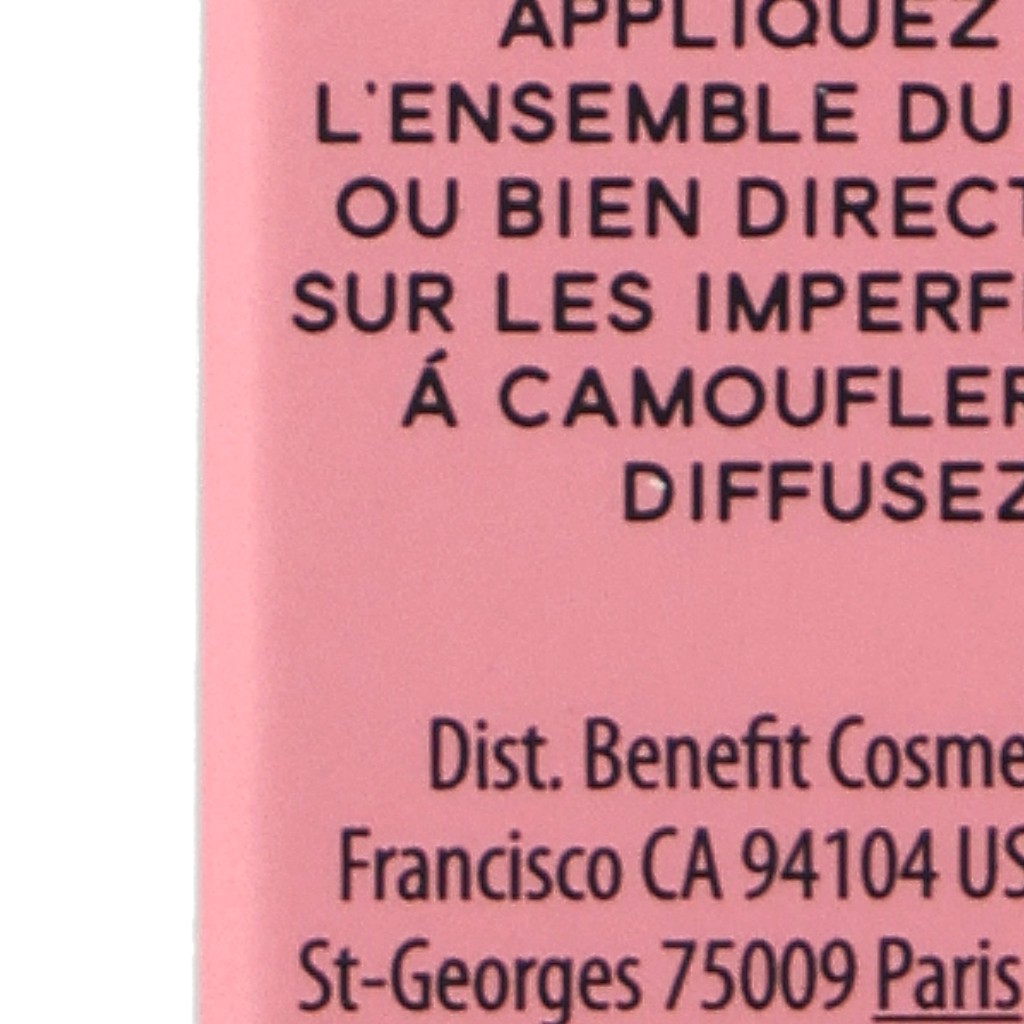 APPLIQUEZ
L'ENSEMBLE DU
OU BIEN DIRECT
SUR LES IMPERF
Á CAMOUFLER
DIFFUSEZ
Dist. Benefit Cosme
Francisco CA 94104 US
St-Georges 75009 Paris